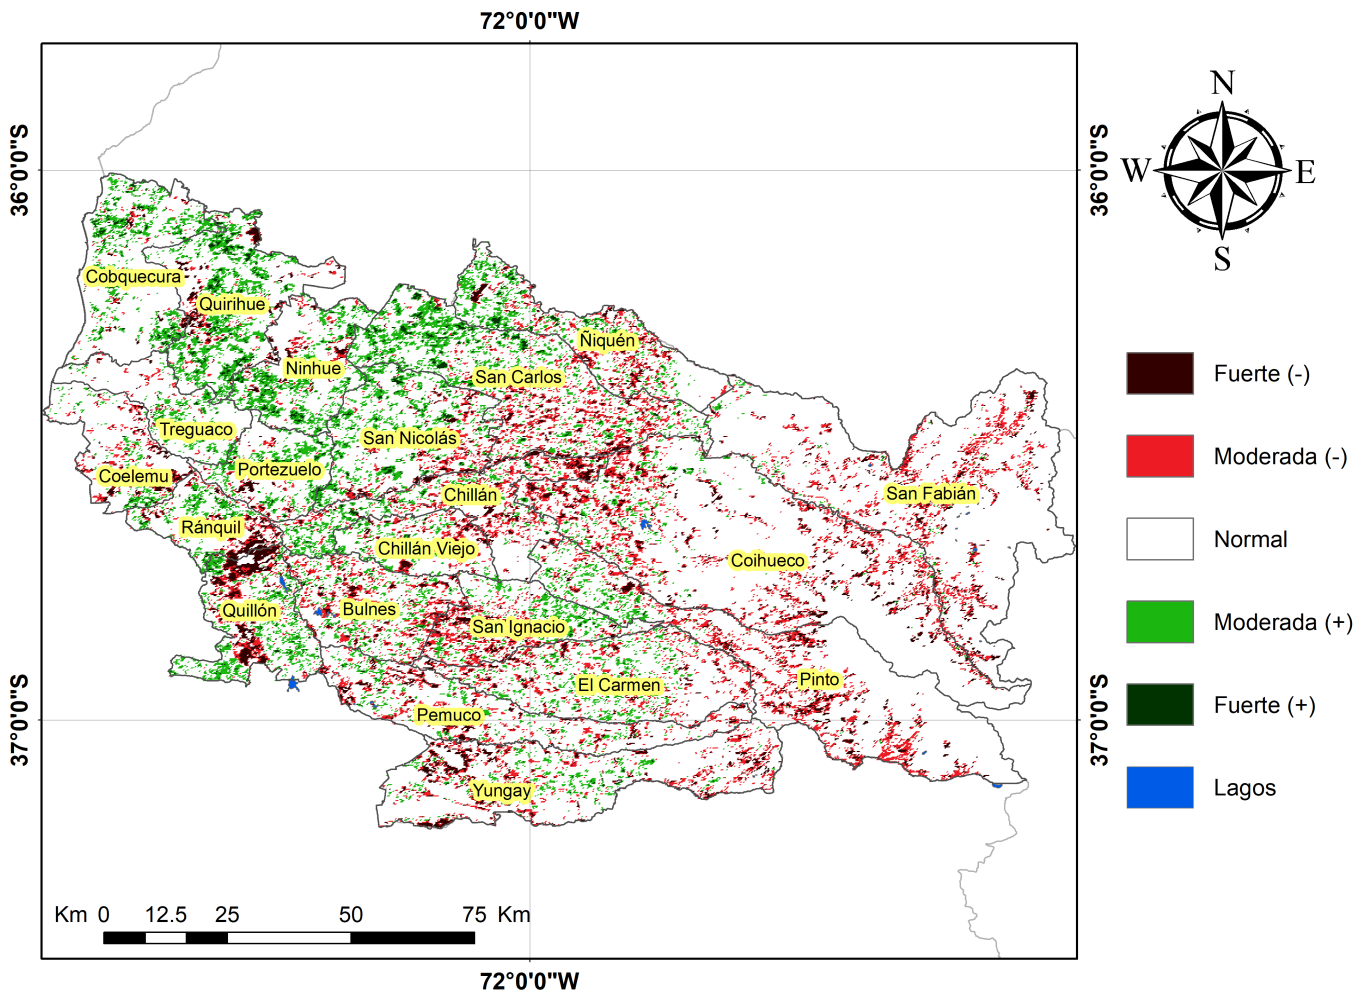 72°0'0"W
36°0'0"S
36°0'0"S
N
W
E
S
Cobquecura
Quirihue
Ñiquén
Ninhue
San Carlos
Treguaco
San Nicolás
Portezuelo
Coelemu
Chillán
San Fabián
Ránquil
Chillán Viejo
Coihueco
Quillón
Bulnes
San Ignacio
El Carmen
Pinto
Pemuco
Yungay
37°0'0"S
37°0'0"S
Fuerte (-)
Moderada (-)
Normal
Moderada (+)
Fuerte (+)
Lagos
Km 0 12.5 25 50 75 Km
72°0'0"W